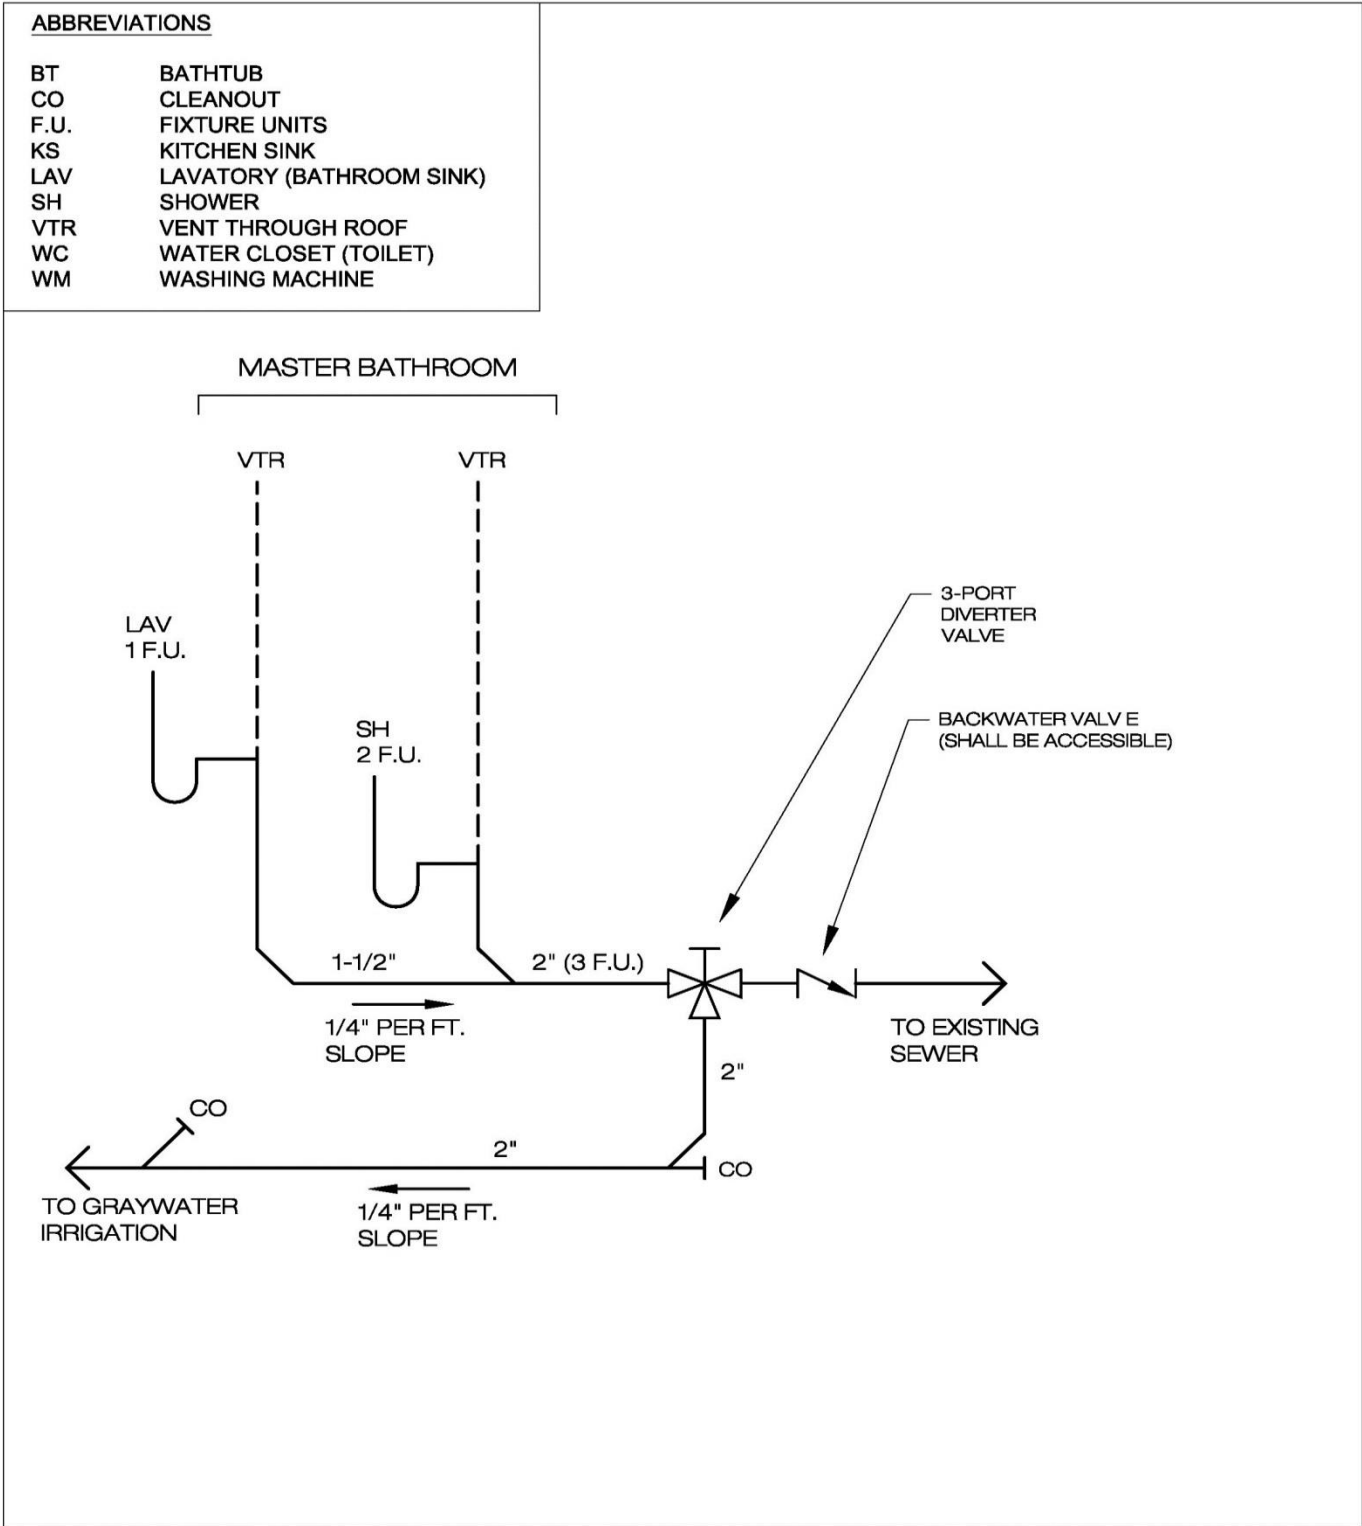 ABBREVIATIONS
BT BATHTUB
CO CLEANOUT
F.U. FIXTURE UNITS
KS KITCHEN SINK
LAV LAVATORY (BATHROOM SINK)
SH SHOWER
VTR VENT THROUGH ROOF
WC WATER CLOSET (TOILET)
WM WASHING MACHINE
MASTER BATHROOM
VTR VTR
LAV
1 F.U.
SH
2 F.U.
3-PORT
DIVERTER
VALVE
BACKWATER VALV E
(SHALL BE ACCESSIBLE)
1-1/2"
2" (3 F.U.)
1/4" PER FT.
SLOPE
TO EXISTING
SEWER
2"
CO
2"
CO
TO GRAYWATER
IRRIGATION
1/4" PER FT.
SLOPE